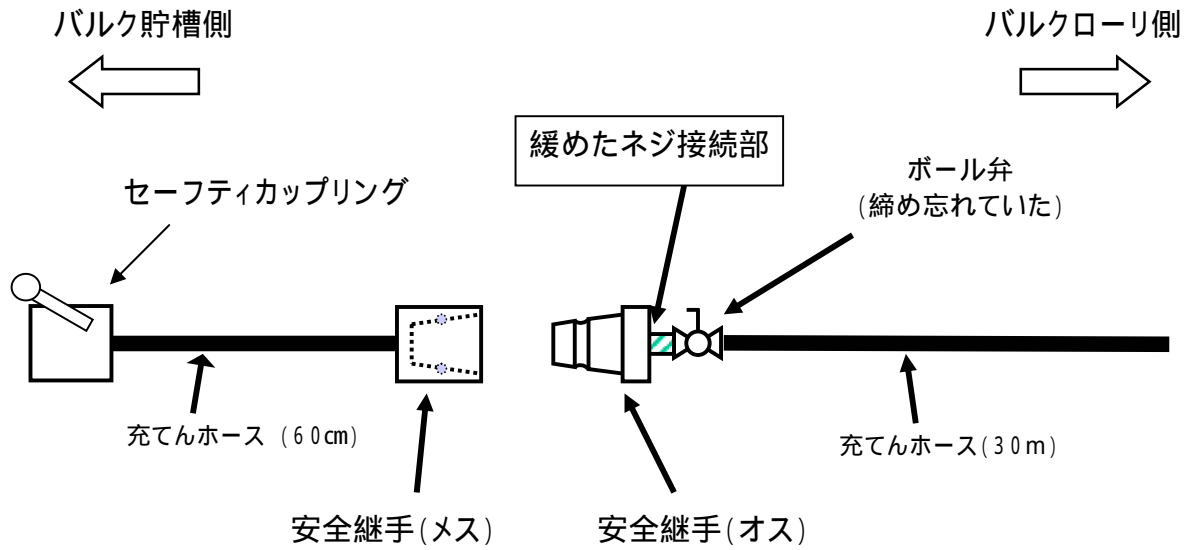 バルク貯槽側
バルクローリ側
緩めたネジ接続部
ボール弁
(締め忘れていた)
セーフティカップリング
充てんホース (60㎝)
充てんホース(30m)
安全継手(メス)
安全継手(オス)